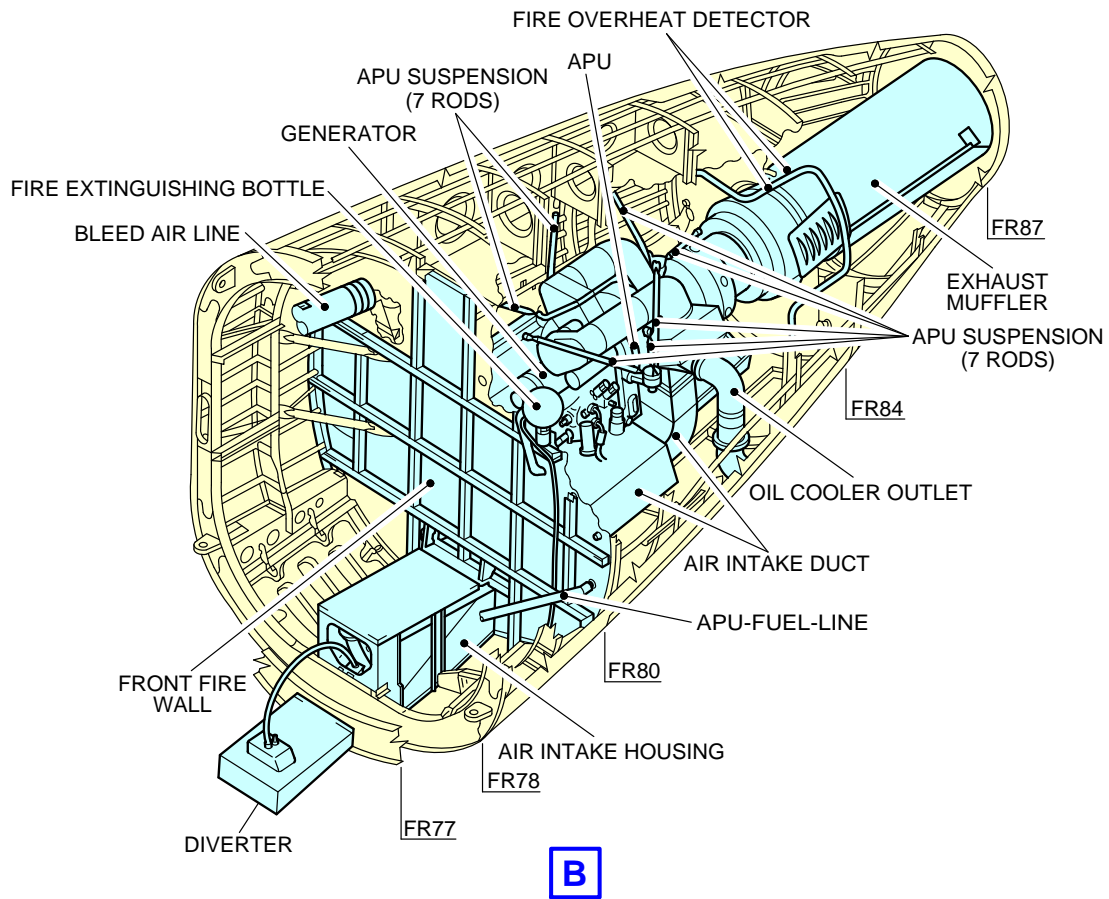 FIRE OVERHEAT DETECTOR
APU
APU SUSPENSION
(7 RODS)
GENERATOR
FIRE EXTINGUISHING BOTTLE
BLEED AIR LINE
FR87
EXHAUST
MUFFLER
APU SUSPENSION
(7 RODS)
FR84
OIL COOLER OUTLET
AIR INTAKE DUCT
APU-FUEL-LINE
FR80
FRONT FIRE
WALL
AIR INTAKE HOUSING
FR78
FR77
DIVERTER
B